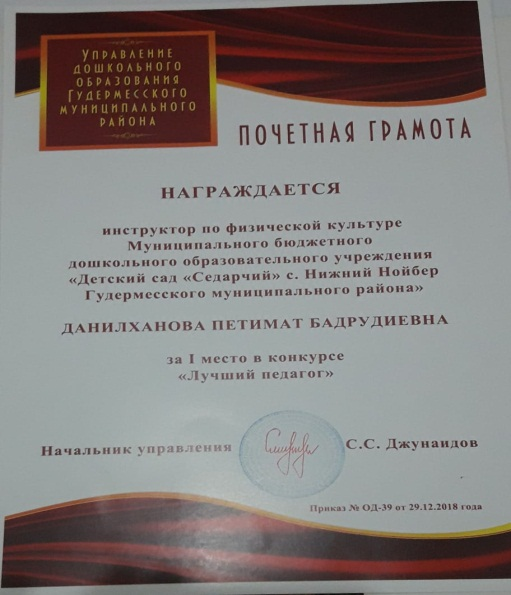 Управление
дошкольного
образования
Гудермесского
муниципального
района
ПОЧЕТНАЯ ГРАМОТА
НАГРАЖДАЕТСЯ
инструктор по физической культуре
Муниципального бюджетного
дошкольного образовательного учреждения
«Детский сад «Седарчий» с. Нижний Нойбер
Гудермесского муниципального района»
ДАНИЛХАНОВА ПЕТИМАТ БАДРУДИЕВНА
за I место в конкурсе
«Лучший педагог»
Начальник управления С.С. Джунаидов
Приказ № ОД-39 от 29.12.2018 года